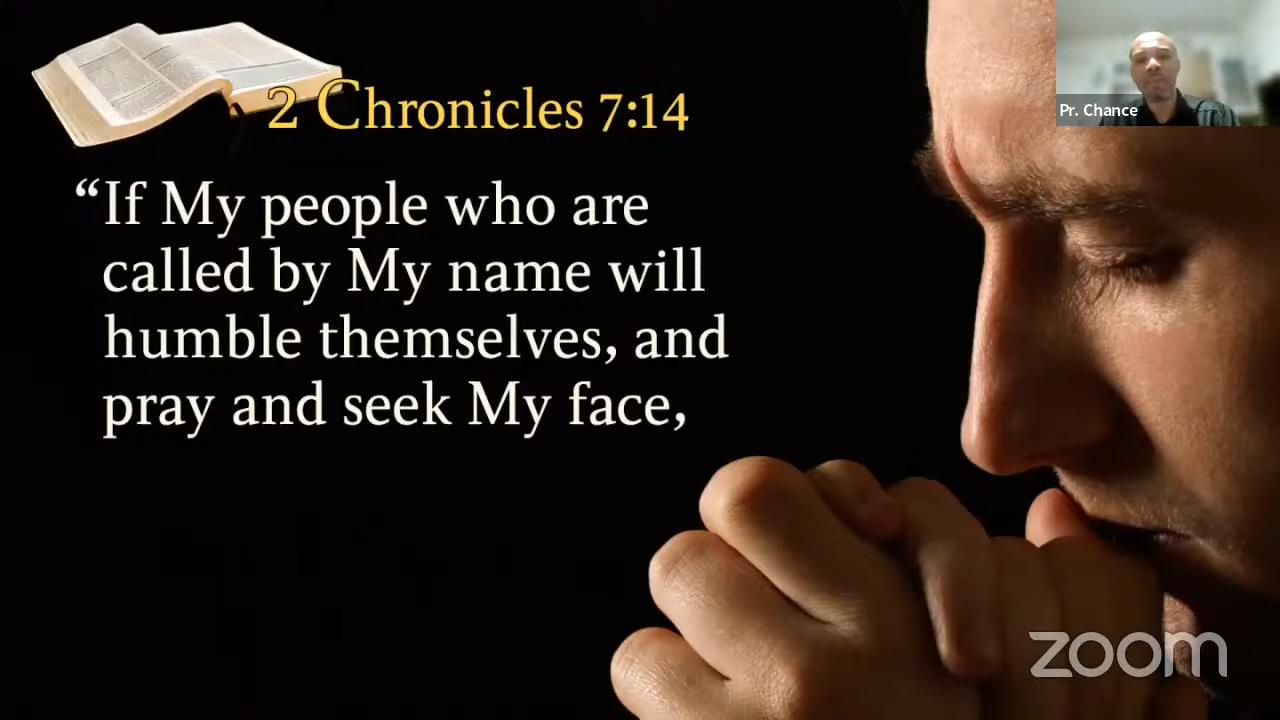 2 Chronicles 7:14
“If My people who are
called by My name will
humble themselves, and
pray and seek My face,
Pr. Chance
zoom